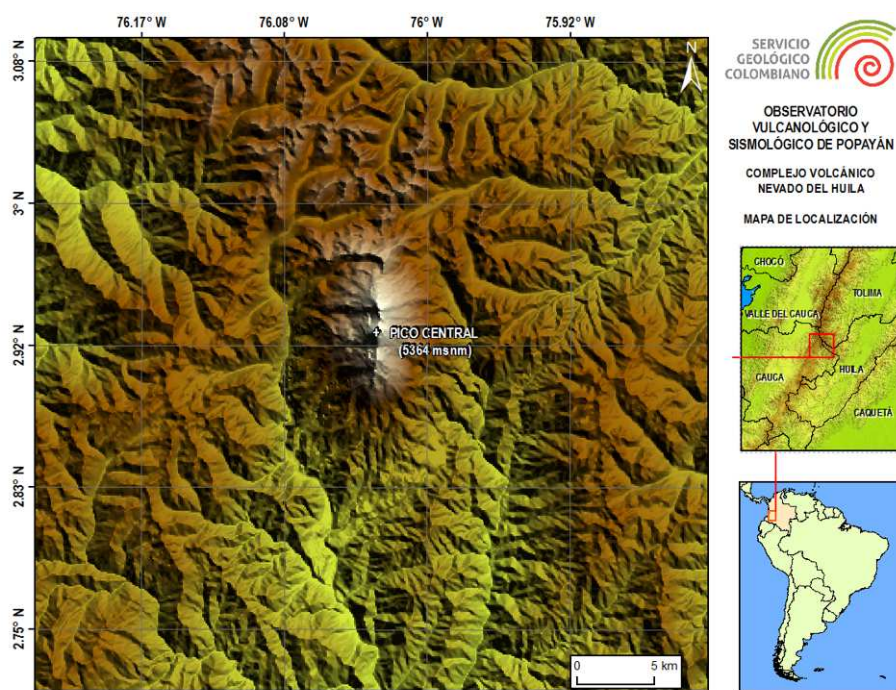 76.17° W
76.08° W
76° W
75.92° W
3.08° N
3° N
2.92° N
2.83° N
2.75° N
N
PICO CENTRAL
(5364 msnm)
0
5 km
SERVICIO
GEOLÓGICO
COLOMBIANO
OBSERVATORIO
VULCANOLÓGICO Y
SISMOLÓGICO DE POPAYÁN
COMPLEJO VOLCÁNICO
NEVADO DEL HUILA
MAPA DE LOCALIZACIÓN
CHOCÓ
TOLIMA
VALLE DEL CAUCA
CAUCA
HUILA
CAQUETÁ